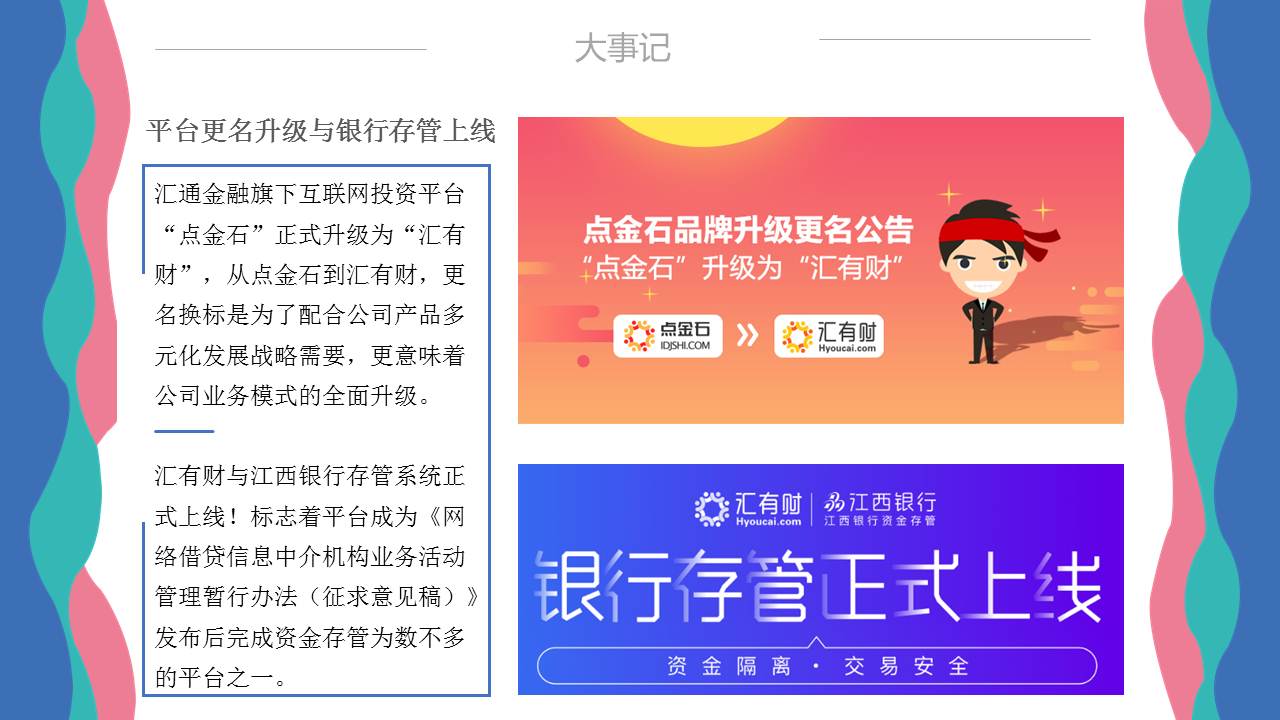 大事记
平台更名升级与银行存管上线
汇通金融旗下互联网投资平台
“点金石”正式升级为“汇有
财”，从点金石到汇有财，更
名换标是为了配合公司产品多
元化发展战略需要，更意味着
公司业务模式的全面升级。
汇有财与江西银行存管系统正
式上线！标志着平台成为《网
络借贷信息中介机构业务活动
管理暂行办法（征求意见稿）》
发布后完成资金存管为数不多
的平台之一。
点金石品牌升级更名公告
“点金石”升级为“汇有财”
点金石
IDJSHI.COM
汇有财
Hyoucai.com
汇有财
Hyoucai.com
江西银行
江西银行资金存管
银行存管正式上线
资金隔离·交易安全